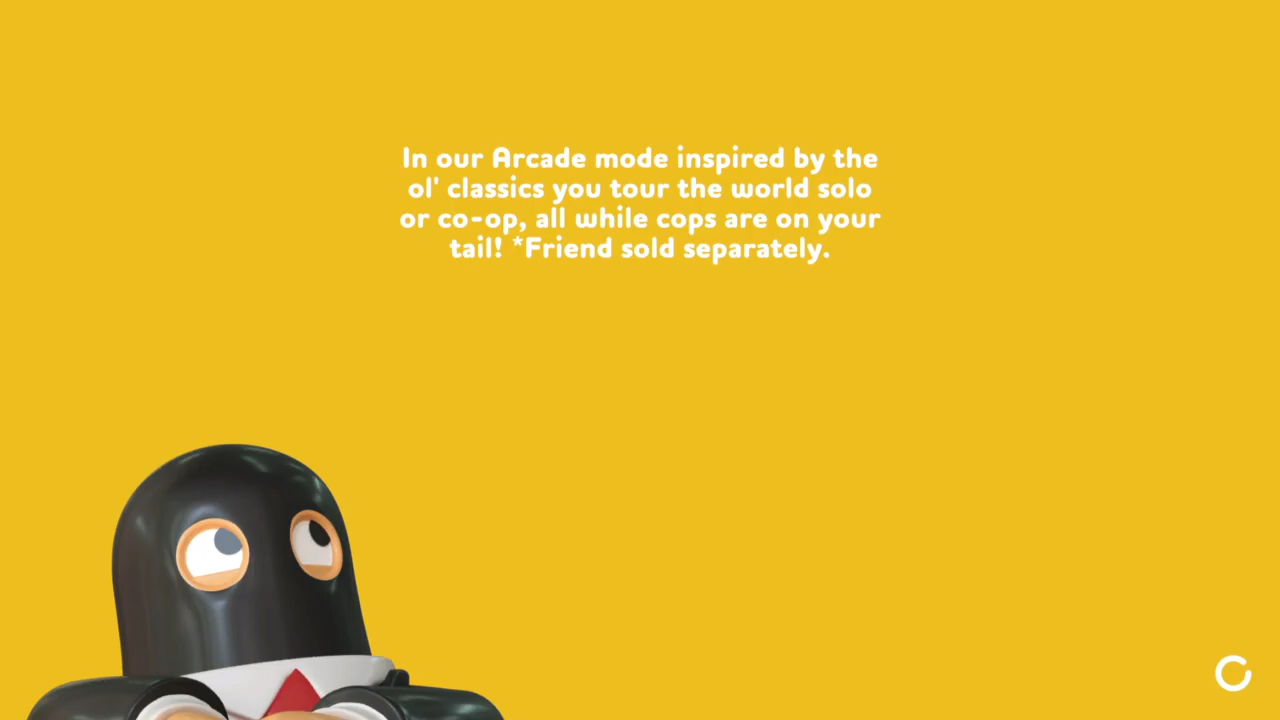 In our Arcade mode inspired by the
ol' classics you tour the world solo
or co-op, all while cops are on your
tail! *Friend sold separately.